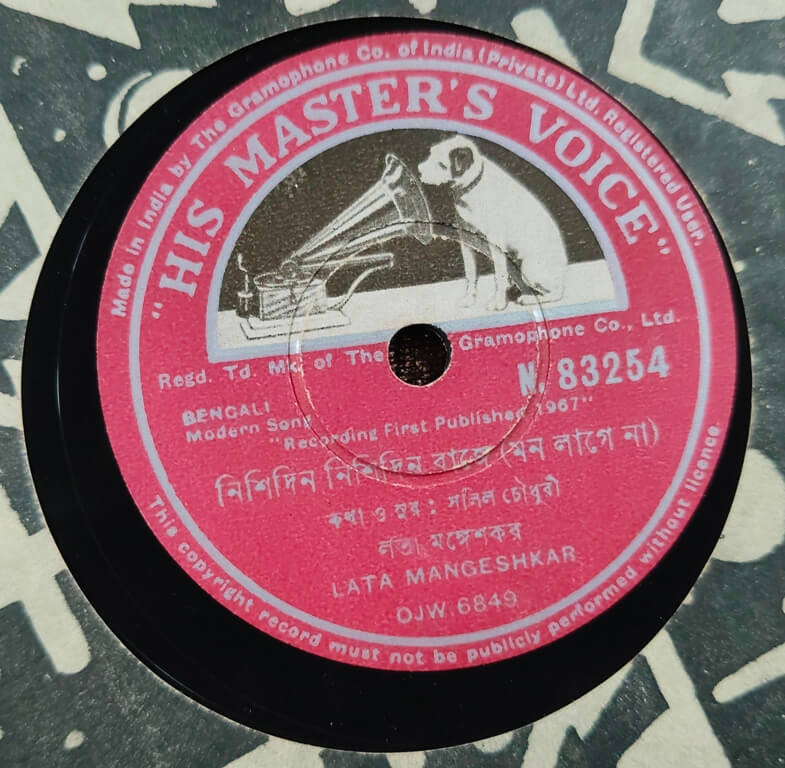 Made in India by The Gramophone Co. of India (Private) Ltd. Registered User.
"HIS MASTER'S VOICE"
Regd. Td. Mk. of The Gramophone Co., Ltd.
N. 83254
BENGALI
Modern Song
"Recording First Published 1967"
নিশিদিন নিশিদিন বাজে (মন লাগে না)
কথা ও সুর : সলিল চৌধুরী
লতা মঙ্গেশকর
LATA MANGESHKAR
OJW. 6849
This copyright record must not be publicly performed without licence.